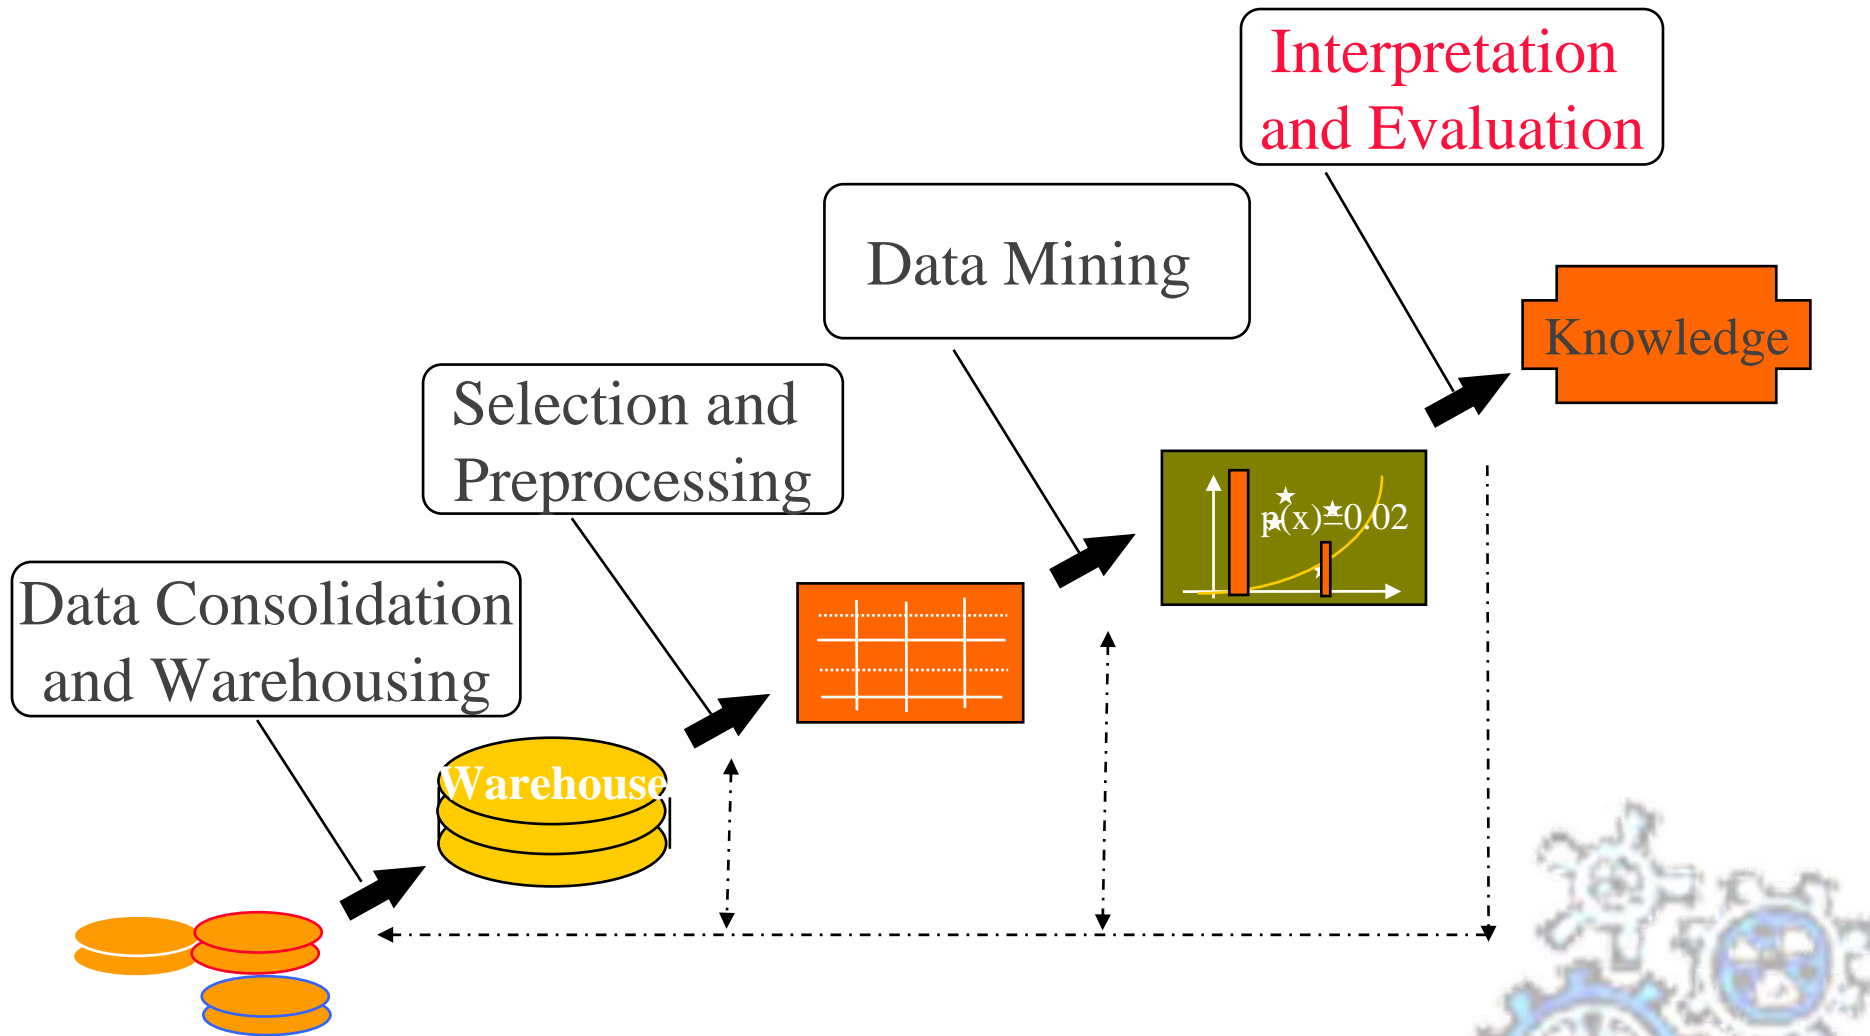 Interpretation
and Evaluation
Data Mining
Knowledge
Selection and
Preprocessing
p(x)=0.02
Data Consolidation
and Warehousing
Warehouse